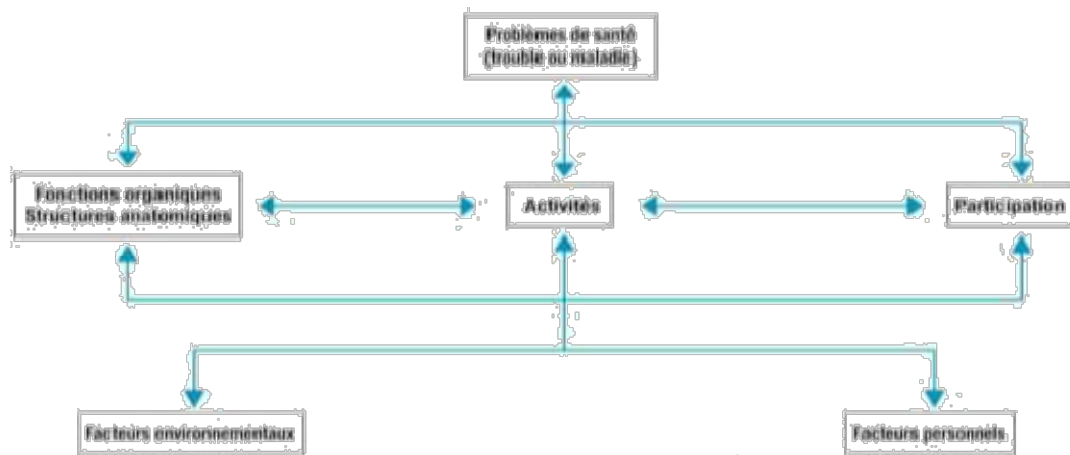 Problèmes de santé
(trouble ou maladie)
Fonctions organiques
Structures anatomiques
Activités
Participation
Facteurs environnementaux
Facteurs personnels